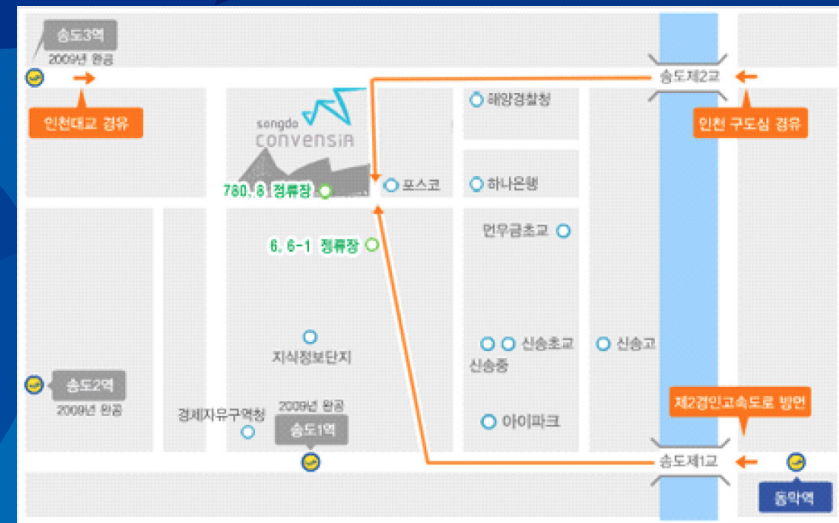 송도3역
2009년 완공
인천대교 경유
songdo
convensia
해양경찰청
송도제2교
인천 구도심 경유
780, 8 정류장
포스코
하나은행
6, 6-1 정류장
먼우금초교
지식정보단지
신송초교
신송고
신송중
송도2역
2009년 완공
경제자유구역청
2009년 완공
송도1역
아이파크
제2경인고속도로 방면
송도제1교
동막역